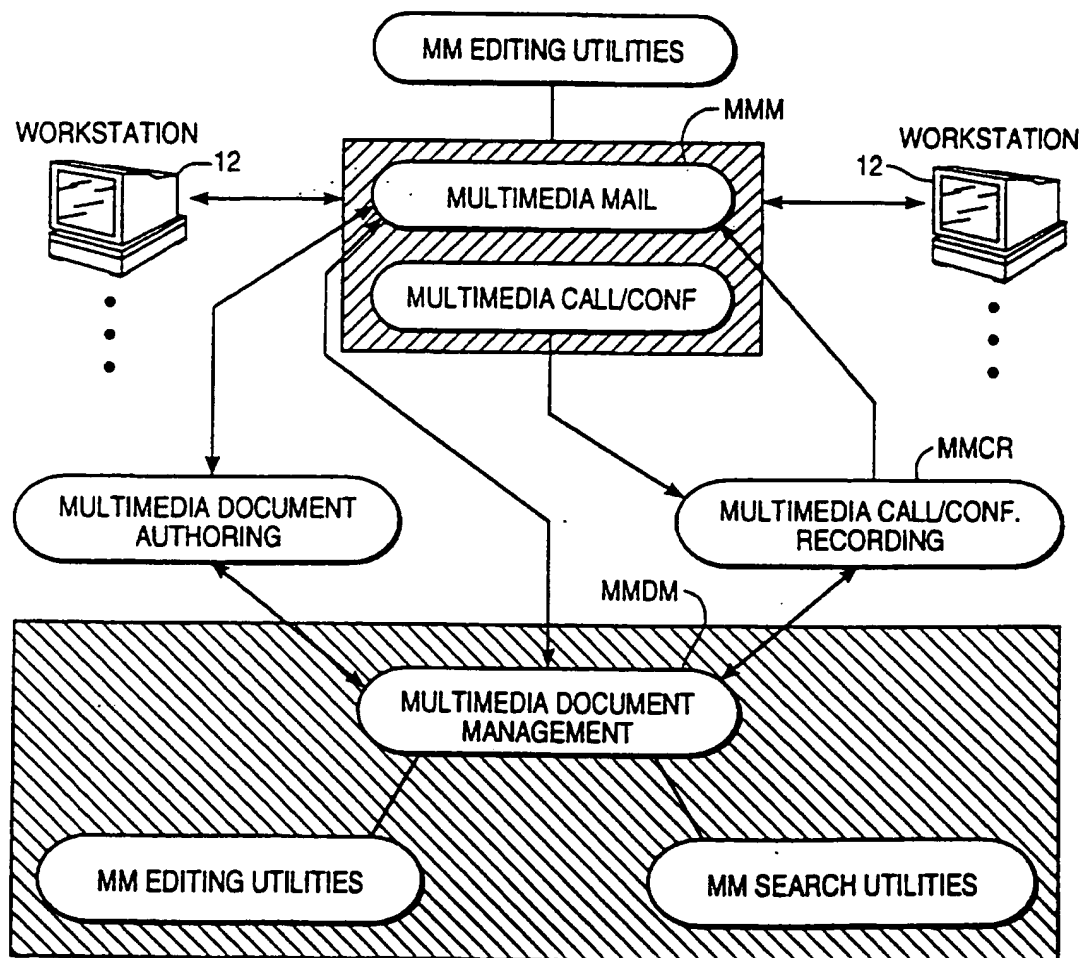 MM EDITING UTILITIES
MMM
WORKSTATION
12
WORKSTATION
12
MULTIMEDIA MAIL
MULTIMEDIA CALL/CONF
MMCR
MULTIMEDIA DOCUMENT
AUTHORING
MULTIMEDIA CALL/CONF.
RECORDING
MMDM
MULTIMEDIA DOCUMENT
MANAGEMENT
MM EDITING UTILITIES
MM SEARCH UTILITIES